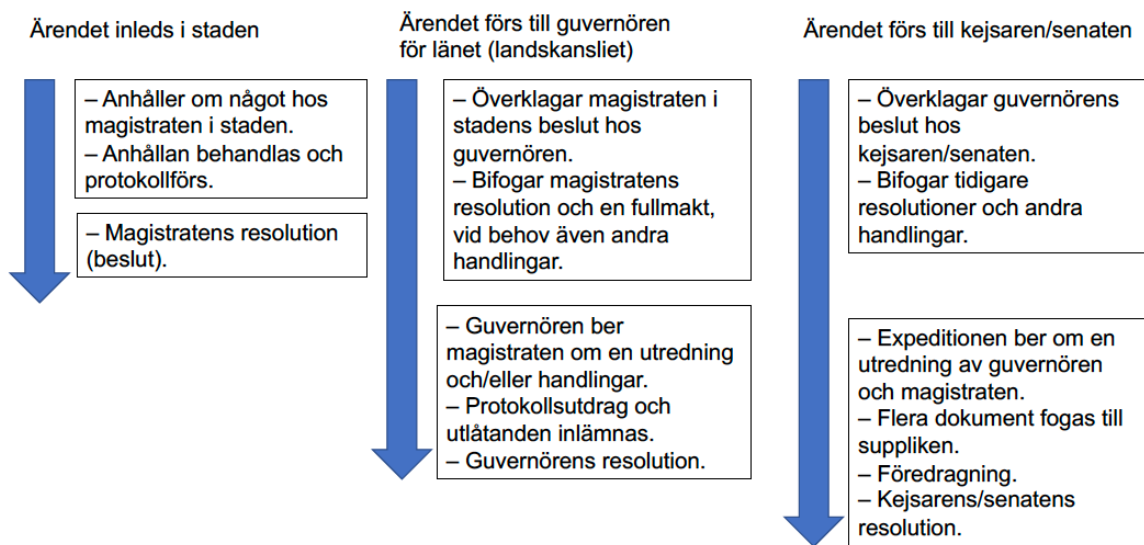 Ärendet inleds i staden
– Anhåller om något hos
magistraten i staden.
– Anhållan behandlas och
protokollförs.
– Magistratens resolution
(beslut).
Ärendet förs till guvernören
för länet (landskansliet)
– Överklagar magistraten i
stadens beslut hos
guvernören.
– Bifogar magistratens
resolution och en fullmakt,
vid behov även andra
handlingar.
– Guvernören ber
magistraten om en utredning
och/eller handlingar.
– Protokollsutdrag och
utlåtanden inlämnas.
– Guvernörens resolution.
Ärendet förs till kejsaren/senaten
– Överklagar guvernörens
beslut hos
kejsaren/senaten.
– Bifogar tidigare
resolutioner och andra
handlingar.
– Expeditionen ber om en
utredning av guvernören
och magistraten.
– Flera dokument fogas till
suppliken.
– Föredragning.
– Kejsarens/senatens
resolution.